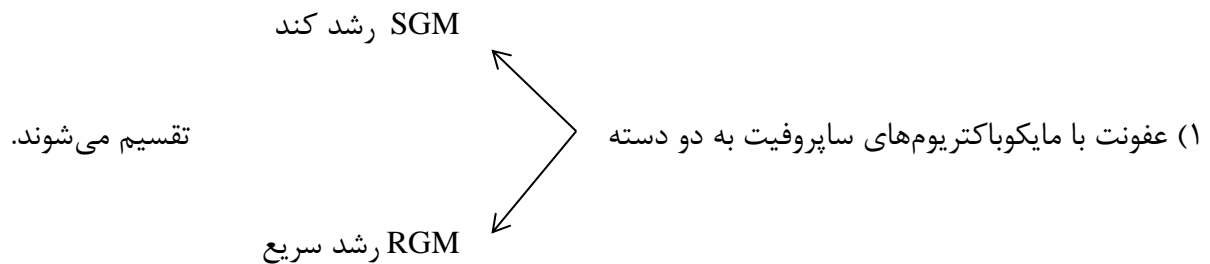 SGM رشد کند
۱) عفونت با مایکوباکتریوم‌های ساپروفیت به دو دسته تقسیم می‌شوند.
RGM رشد سریع